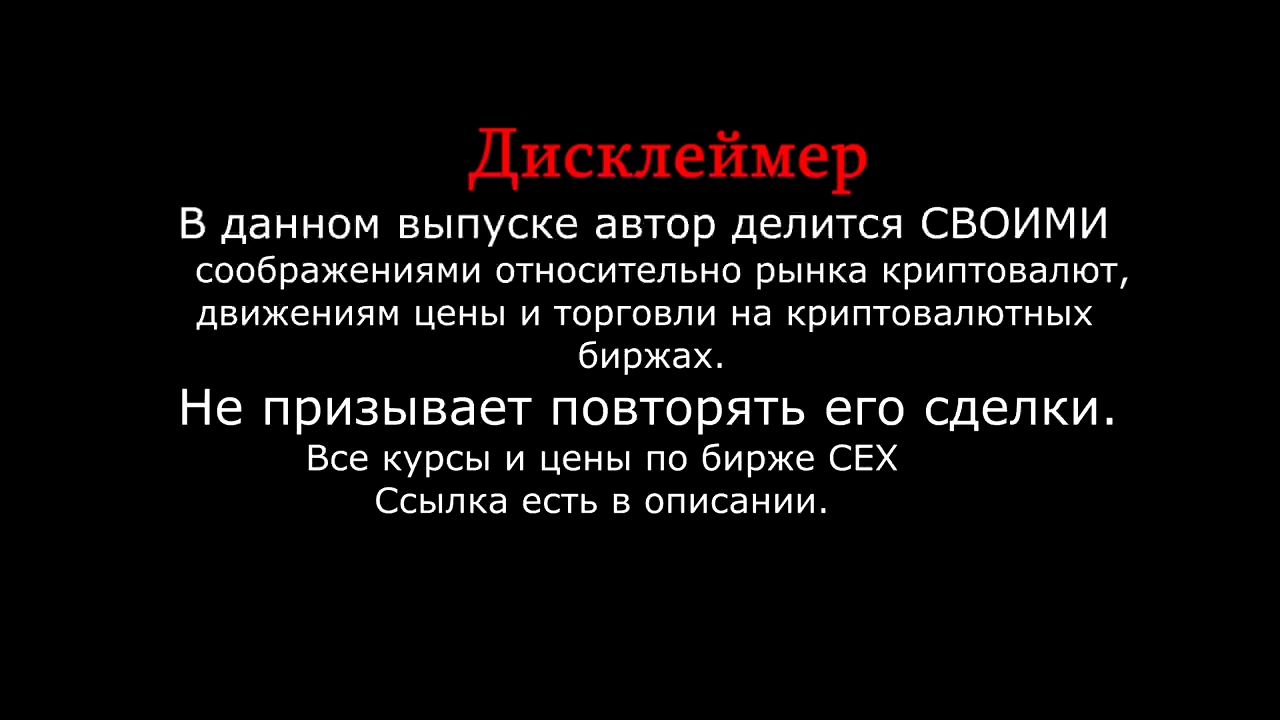 Дисклеймер
В данном выпуске автор делится СВОИМИ
соображениями относительно рынка криптовалют,
движениям цены и торговли на криптовалютных
биржах.
Не призывает повторять его сделки.
Все курсы и цены по бирже CEX
Ссылка есть в описании.